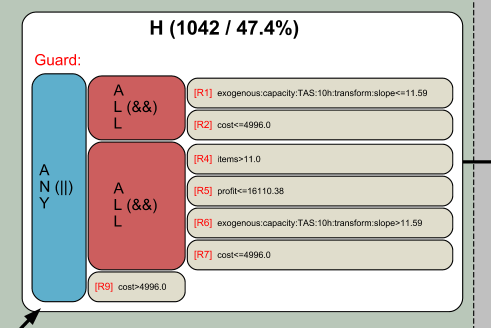 H (1042 / 47.4%)
Guard:
A
N (||)
Y
A
L (&&)
L
[R1] exogenous:capacity:TAS:10h:transform:slope<=11.59
[R2] cost<=4996.0
A
L (&&)
L
[R4] items>11.0
[R5] profit<=16110.38
[R6] exogenous:capacity:TAS:10h:transform:slope>11.59
[R7] cost<=4996.0
[R9] cost>4996.0